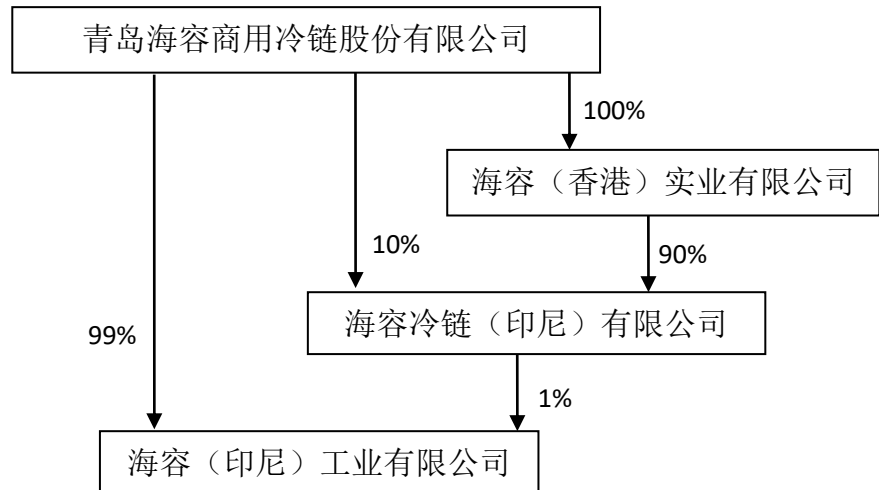 青岛海容商用冷链股份有限公司
100%
海容（香港）实业有限公司
10%
90%
海容冷链（印尼）有限公司
99%
1%
海容（印尼）工业有限公司